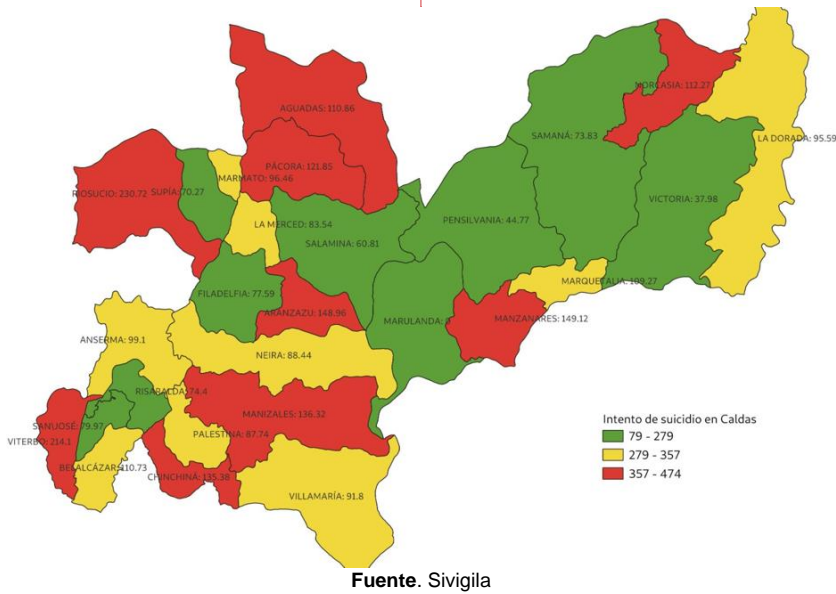 NORCASIA: 112.27
AGUADAS: 110.86
SAMANÁ: 73.83
LA DORADA: 95.59
PÁCORA: 121.85
MARMATO: 96.46
RIOSUCIO: 230.72
SUPÍA: 70.27
VICTORIA: 37.98
PENSILVANIA: 44.77
LA MERCED: 83.54
SALAMINA: 60.81
MARQUETALIA: 109.27
FILADELFIA: 77.59
ARANZAZU: 148.96
MARULANDA: 0
MANZANARES: 149.12
ANSERMA: 99.1
NEIRA: 88.44
RISARALDA: 74.4
MANIZALES: 136.32
SAN JOSÉ: 79.97
PALESTINA: 87.74
VITERBO: 214.1
BELALCÁZAR: 110.73
CHINCHINÁ: 135.38
VILLAMARÍA: 91.8
Intento de suicidio en Caldas
79 - 279
279 - 357
357 - 474
Fuente. Sivigila